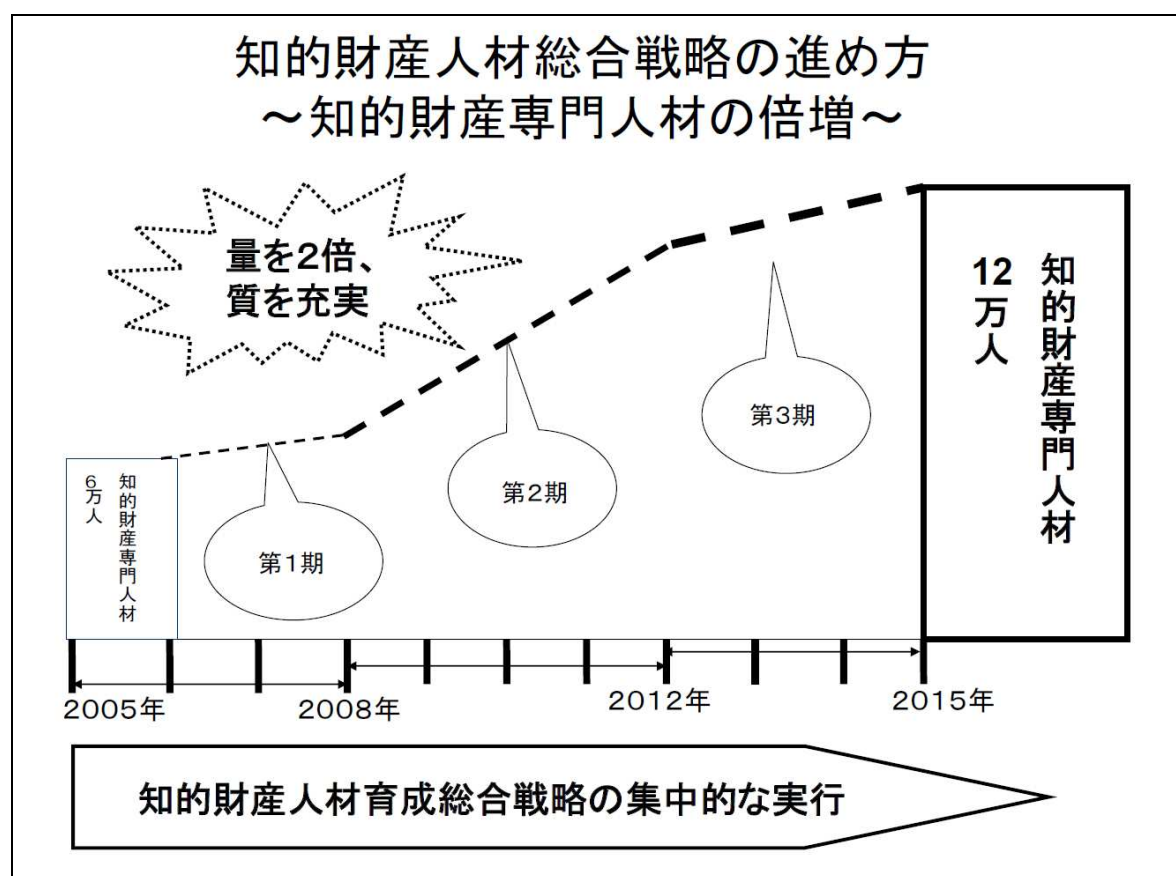 知的財産人材総合戦略の進め方
～知的財産専門人材の倍増～
量を2倍、
質を充実
知的財産専門人材
12万人
第3期
第2期
第1期
知的財産専門人材
6万人
2005年
2008年
2012年
2015年
知的財産人材育成総合戦略の集中的な実行